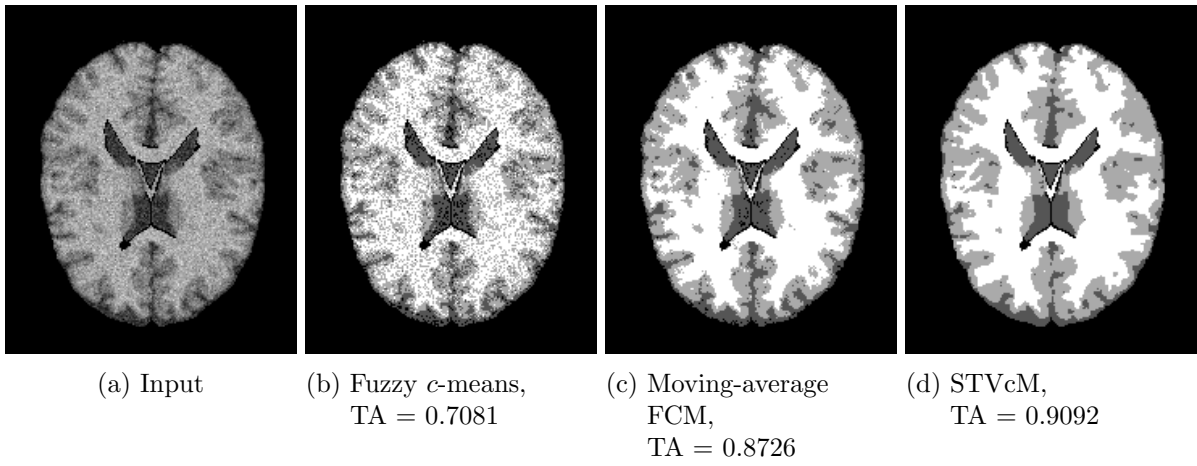 (a) Input
(b) Fuzzy c-means,
TA = 0.7081
(c) Moving-average
FCM,
TA = 0.8726
(d) STVcM,
TA = 0.9092